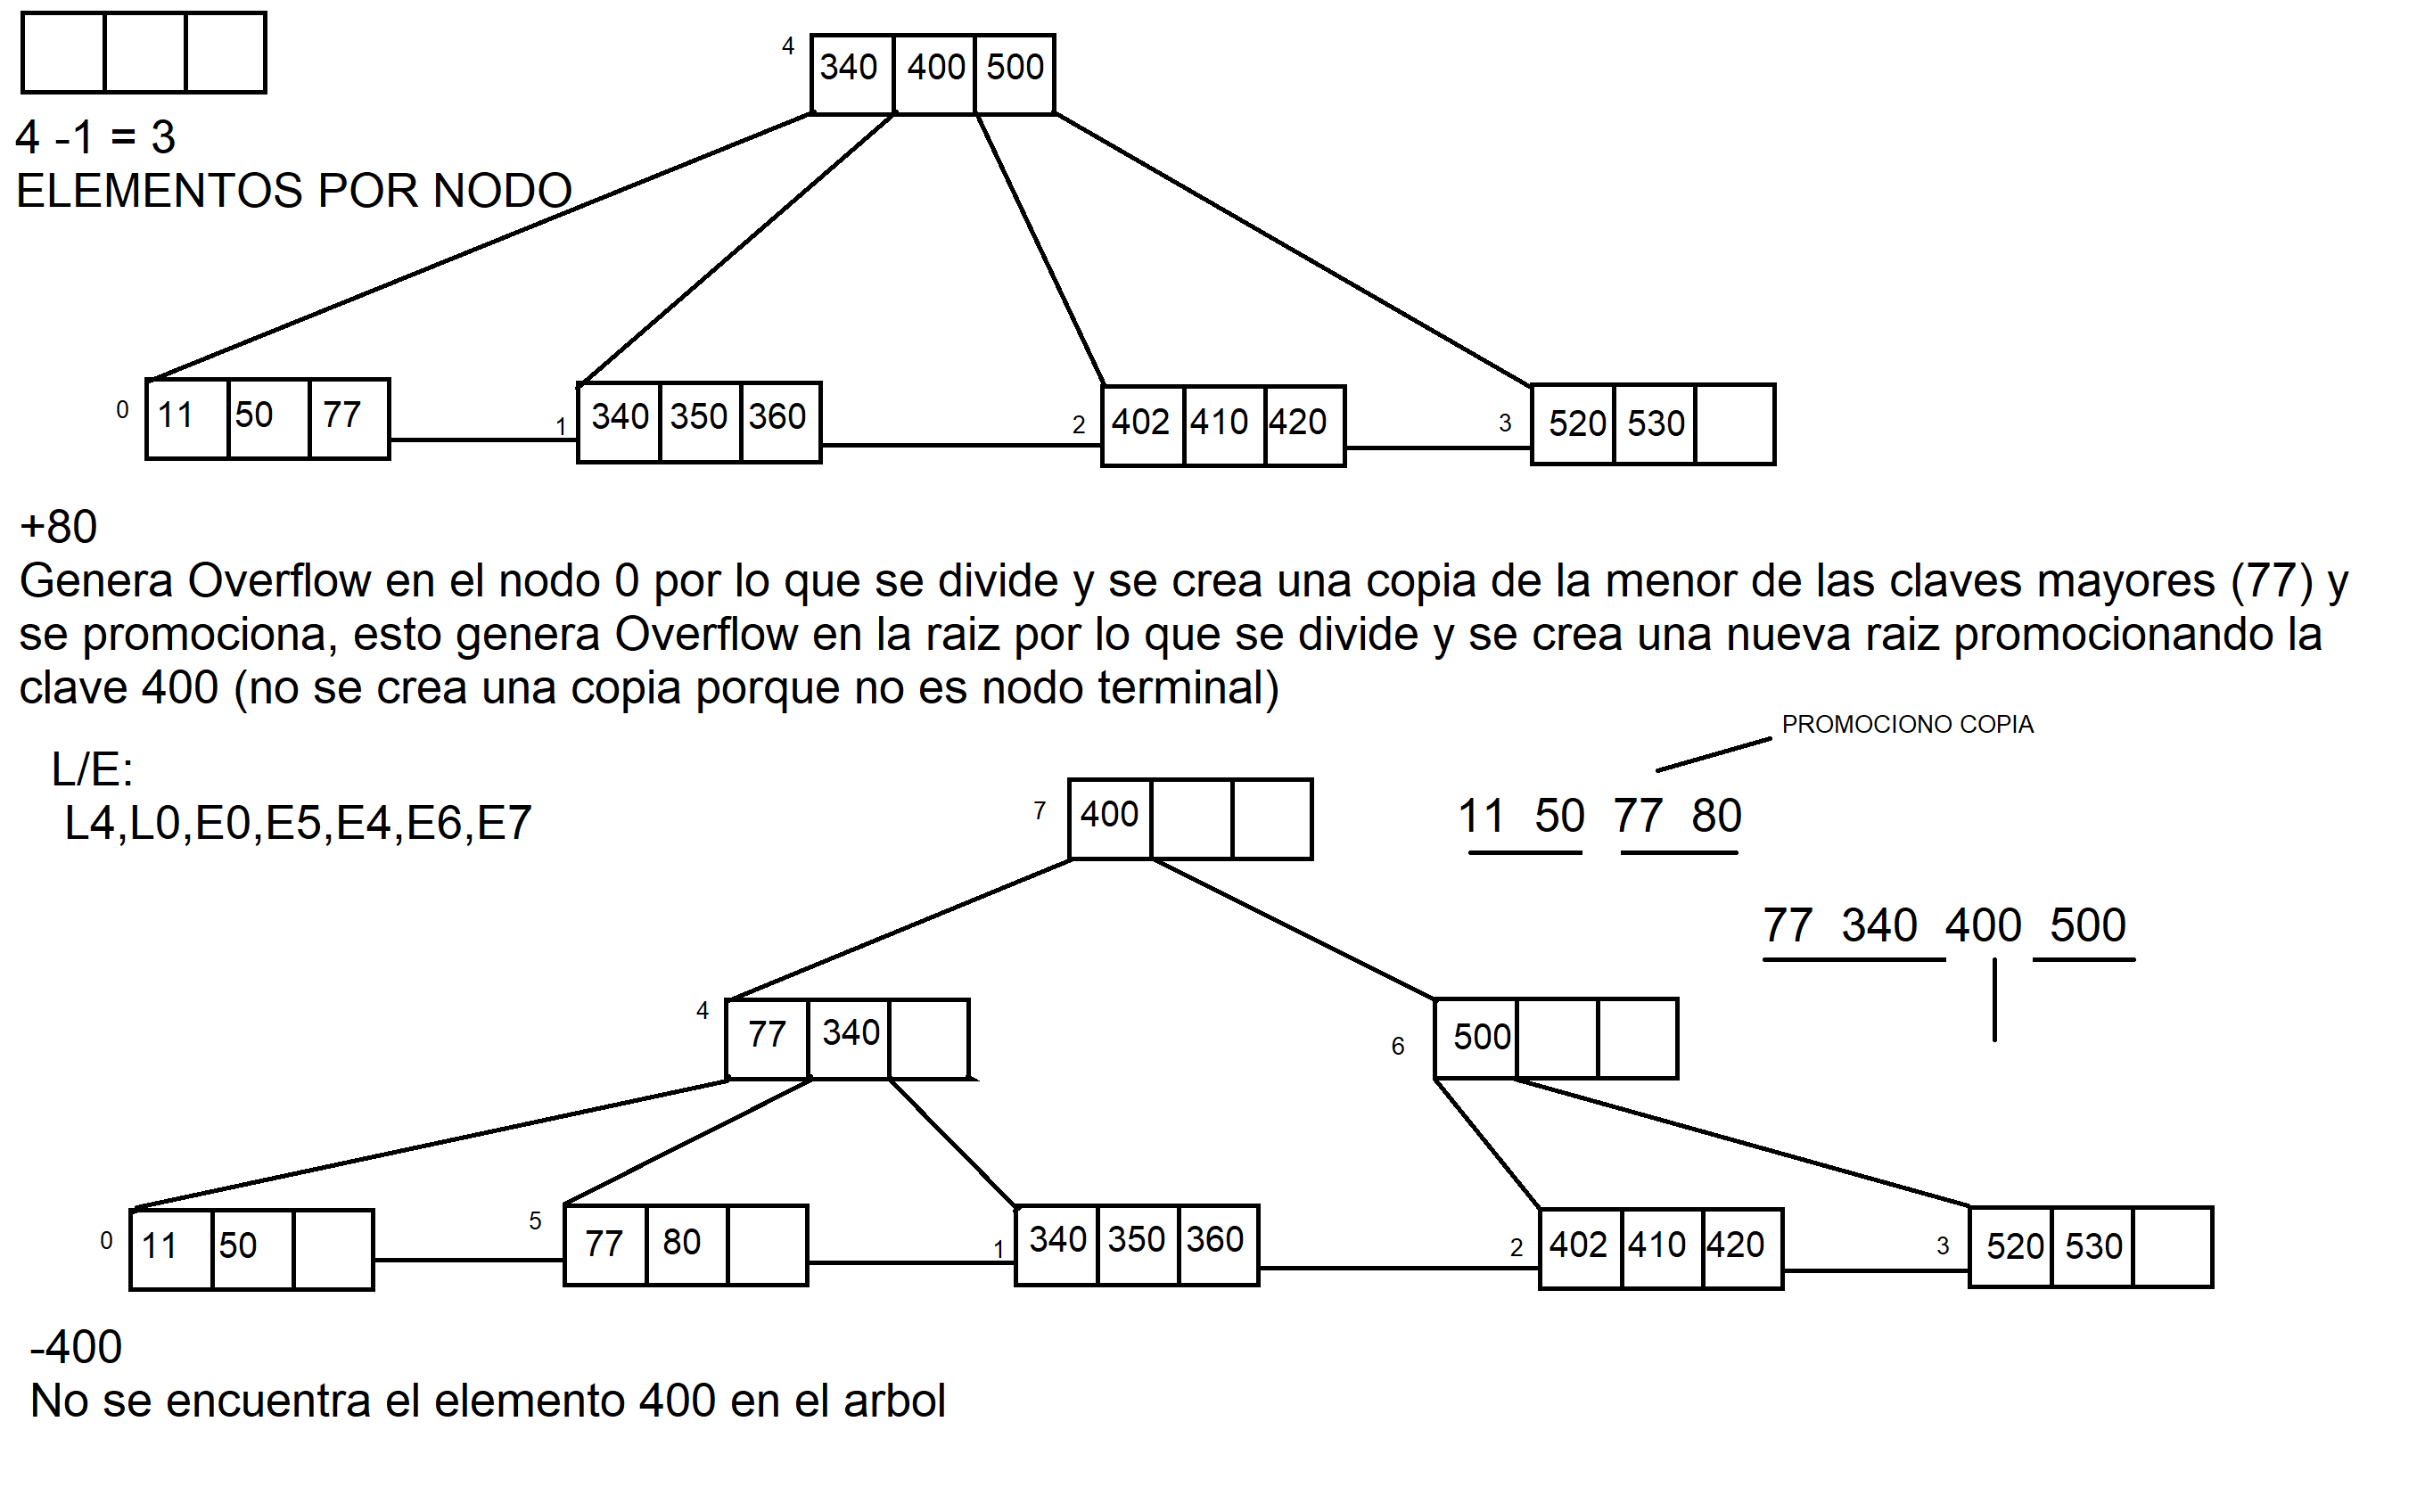 4 340 400 500
4 -1 = 3
ELEMENTOS POR NODO
0 11 50 77 1 340 350 360 2 402 410 420 3 520 530
+80
Genera Overflow en el nodo 0 por lo que se divide y se crea una copia de la menor de las claves mayores (77) y
se promociona, esto genera Overflow en la raiz por lo que se divide y se crea una nueva raiz promocionando la
clave 400 (no se crea una copia porque no es nodo terminal)
PROMOCIONO COPIA
L/E:
L4,L0,E0,E5,E4,E6,E7
7 400
11 50 77 80
77 340 400 500
4 77 340 6 500
0 11 50 5 77 80 1 340 350 360 2 402 410 420 3 520 530
-400
No se encuentra el elemento 400 en el arbol